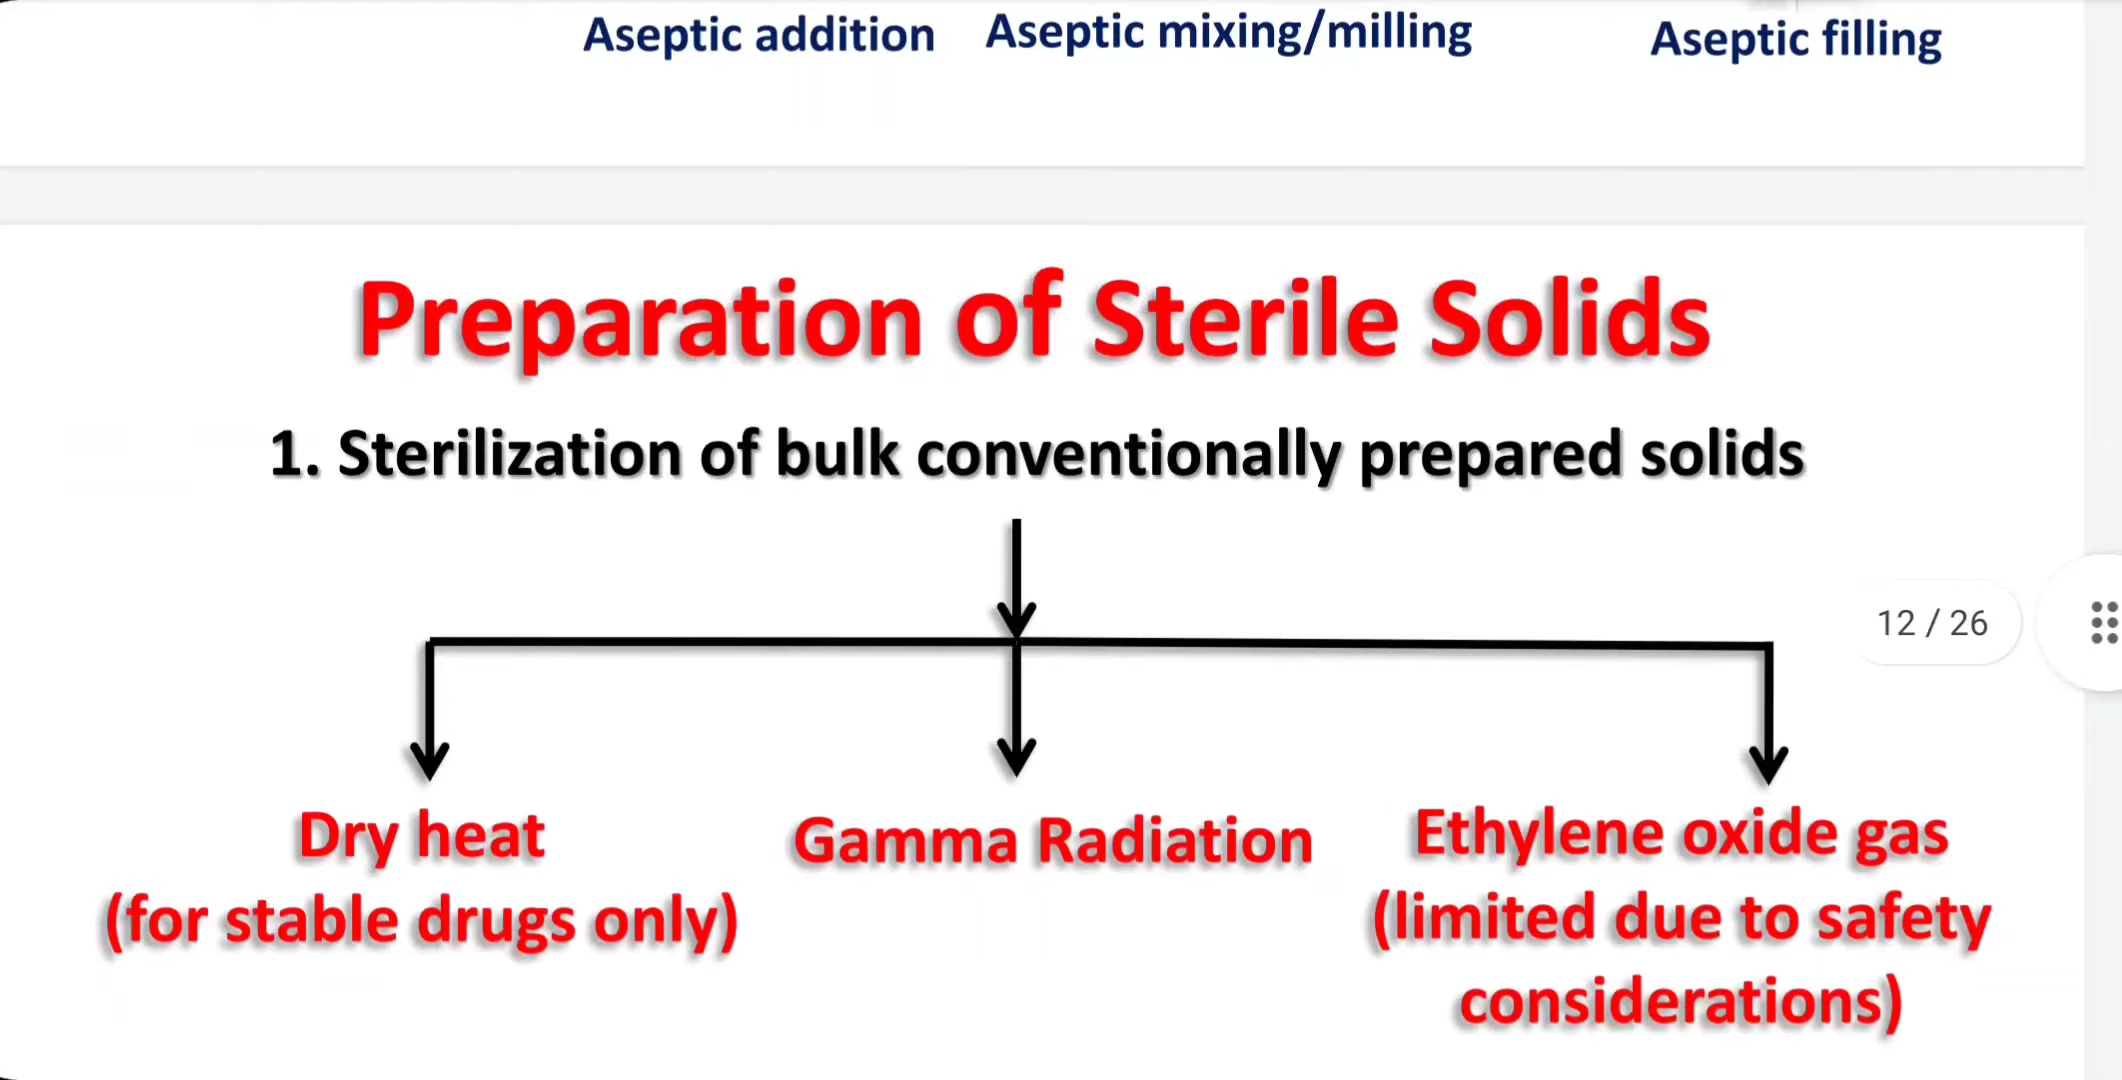 Aseptic addition
Aseptic mixing/milling
Aseptic filling
Preparation of Sterile Solids
1. Sterilization of bulk conventionally prepared solids
12 / 26
Dry heat
(for stable drugs only)
Gamma Radiation
Ethylene oxide gas
(limited due to safety
considerations)